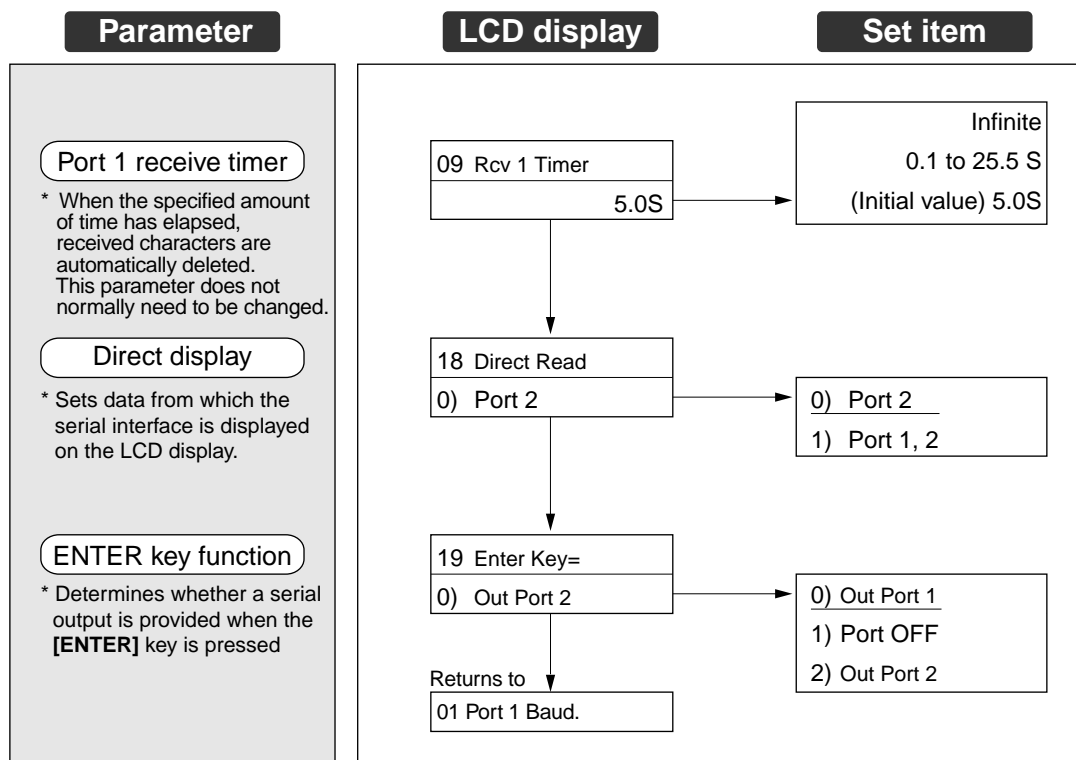 Parameter
LCD display
Set item
Port 1 receive timer
* When the specified amount
of time has elapsed,
received characters are
automatically deleted.
This parameter does not
normally need to be changed.
09 Rcv 1 Timer
5.0S
Infinite
0.1 to 25.5 S
(Initial value) 5.0S
Direct display
* Sets data from which the
serial interface is displayed
on the LCD display.
18 Direct Read
0) Port 2
0) Port 2
1) Port 1, 2
ENTER key function
* Determines whether a serial
output is provided when the
[ENTER] key is pressed
19 Enter Key=
0) Out Port 2
0) Out Port 1
1) Port OFF
2) Out Port 2
Returns to
01 Port 1 Baud.